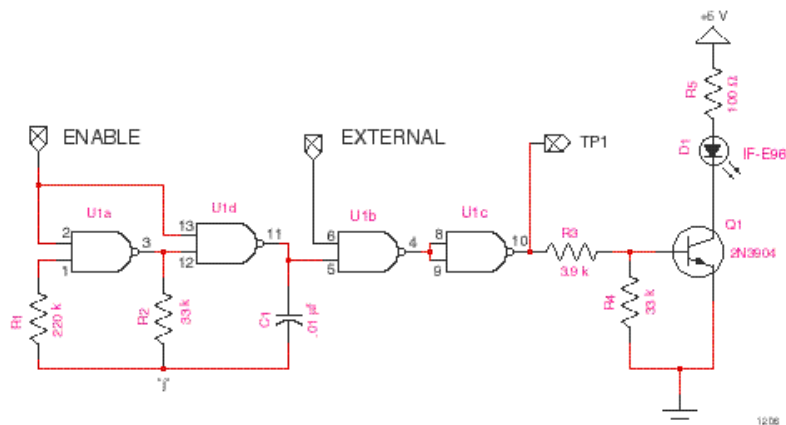 +5 V
R5
100 Ω
D1
IF-E96
ENABLE
EXTERNAL
TP1
U1a
U1d
U1b
U1c
2
1
3
13
12
11
6
5
4
8
9
10
R3
3.9 k
Q1
2N3904
R1
220 k
R2
33 k
C1
.01 µf
R4
33 k
"j"
1206